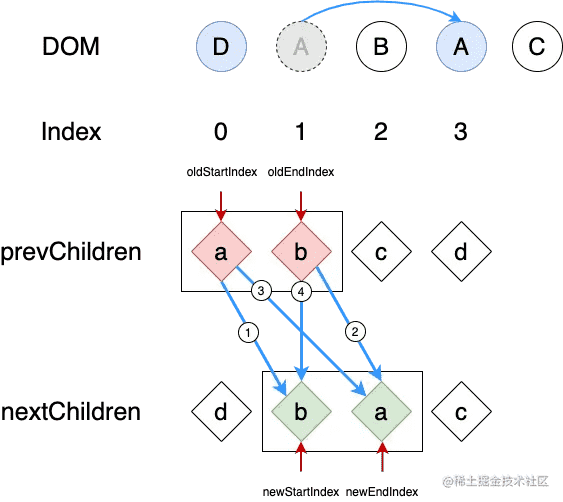 DOM D A B A C
Index 0 1 2 3
oldStartIndex oldEndIndex
prevChildren a b c d
3 4
1 2
nextChildren d b a c
newStartIndex newEndIndex
@稀土掘金技术社区